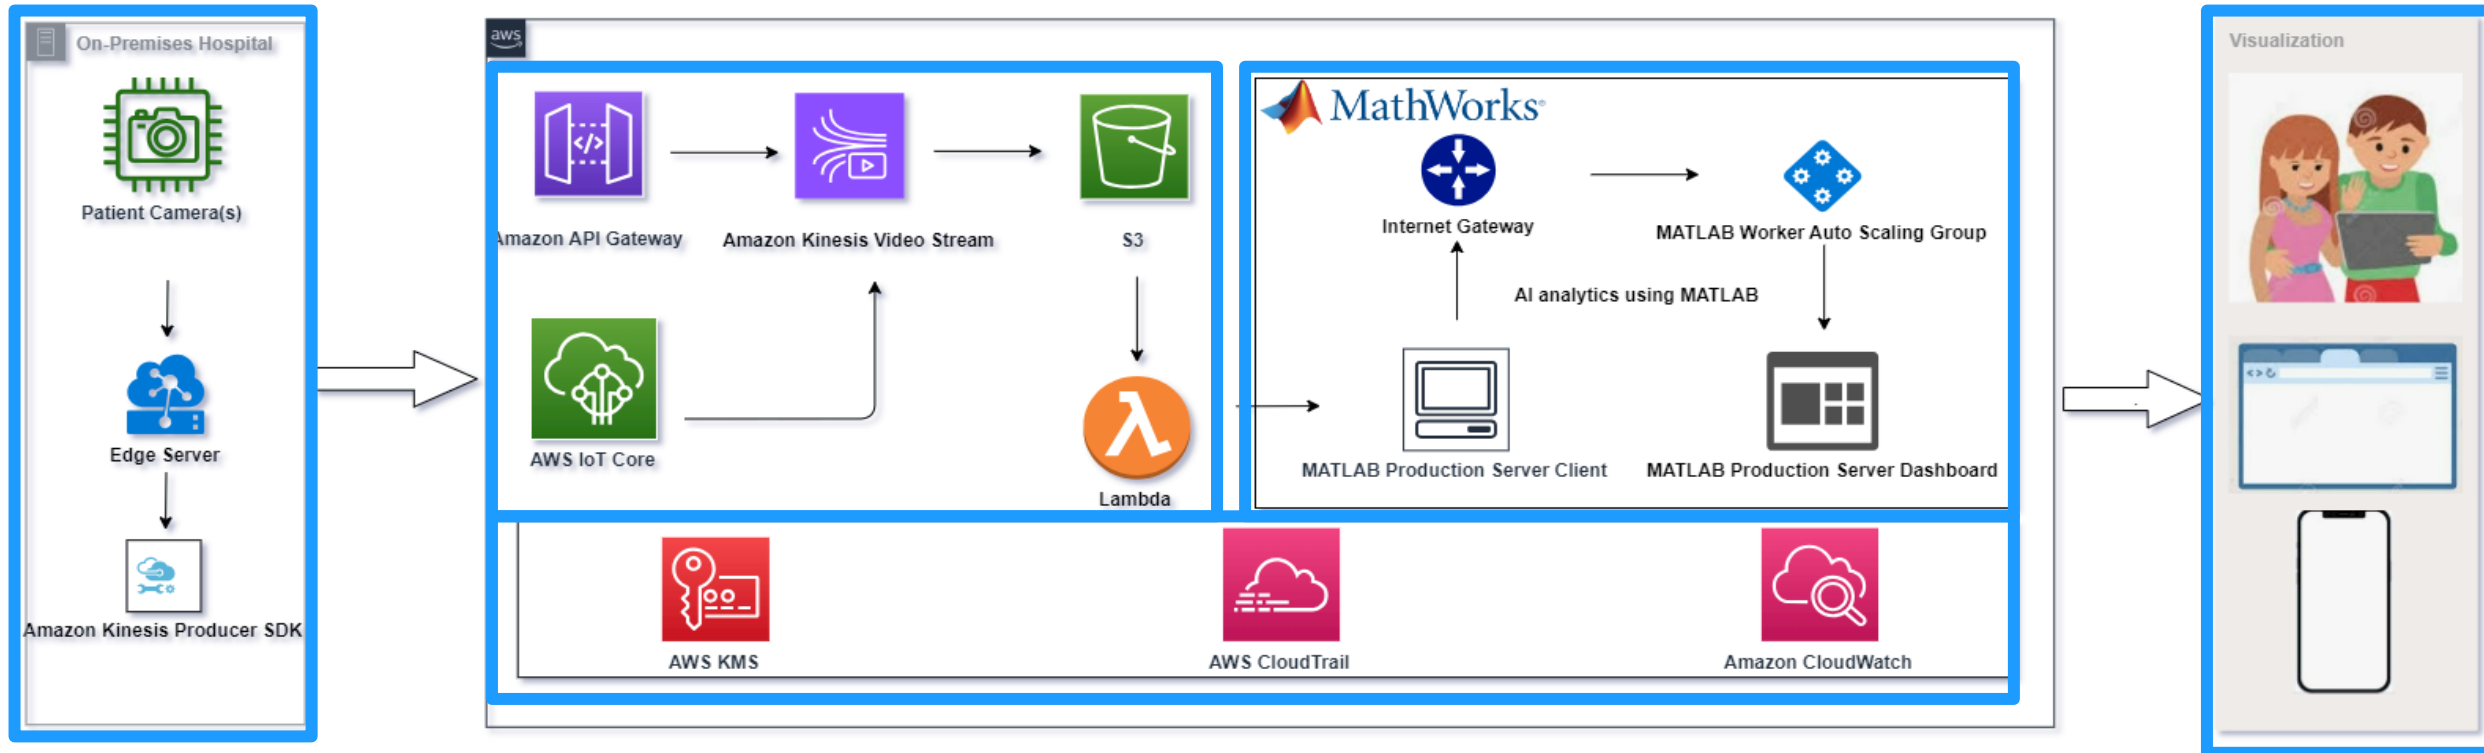 On-Premises Hospital
Patient Camera(s)
Edge Server
Amazon Kinesis Producer SDK
aws
Amazon API Gateway
Amazon Kinesis Video Stream
S3
AWS IoT Core
Lambda
MathWorks
Internet Gateway
MATLAB Worker Auto Scaling Group
AI analytics using MATLAB
MATLAB Production Server Client
MATLAB Production Server Dashboard
AWS KMS
AWS CloudTrail
Amazon CloudWatch
Visualization